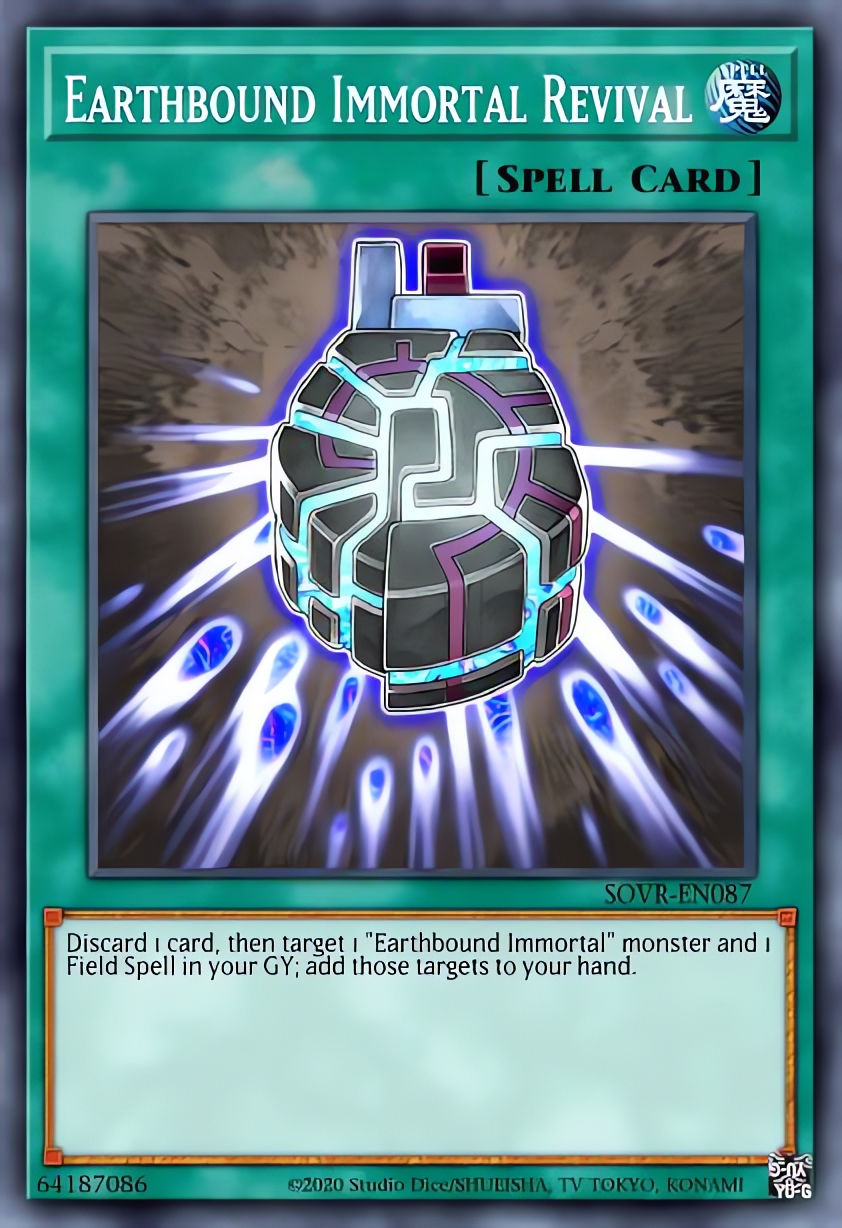 EARTHBOUND IMMORTAL REVIVAL
魔
[SPELL CARD]
SOVR-EN087
Discard 1 card, then target 1 "Earthbound Immortal" monster and 1
Field Spell in your GY; add those targets to your hand.
64187086 ©2020 Studio Dice/SHUEISHA, TV TOKYO, KONAMI